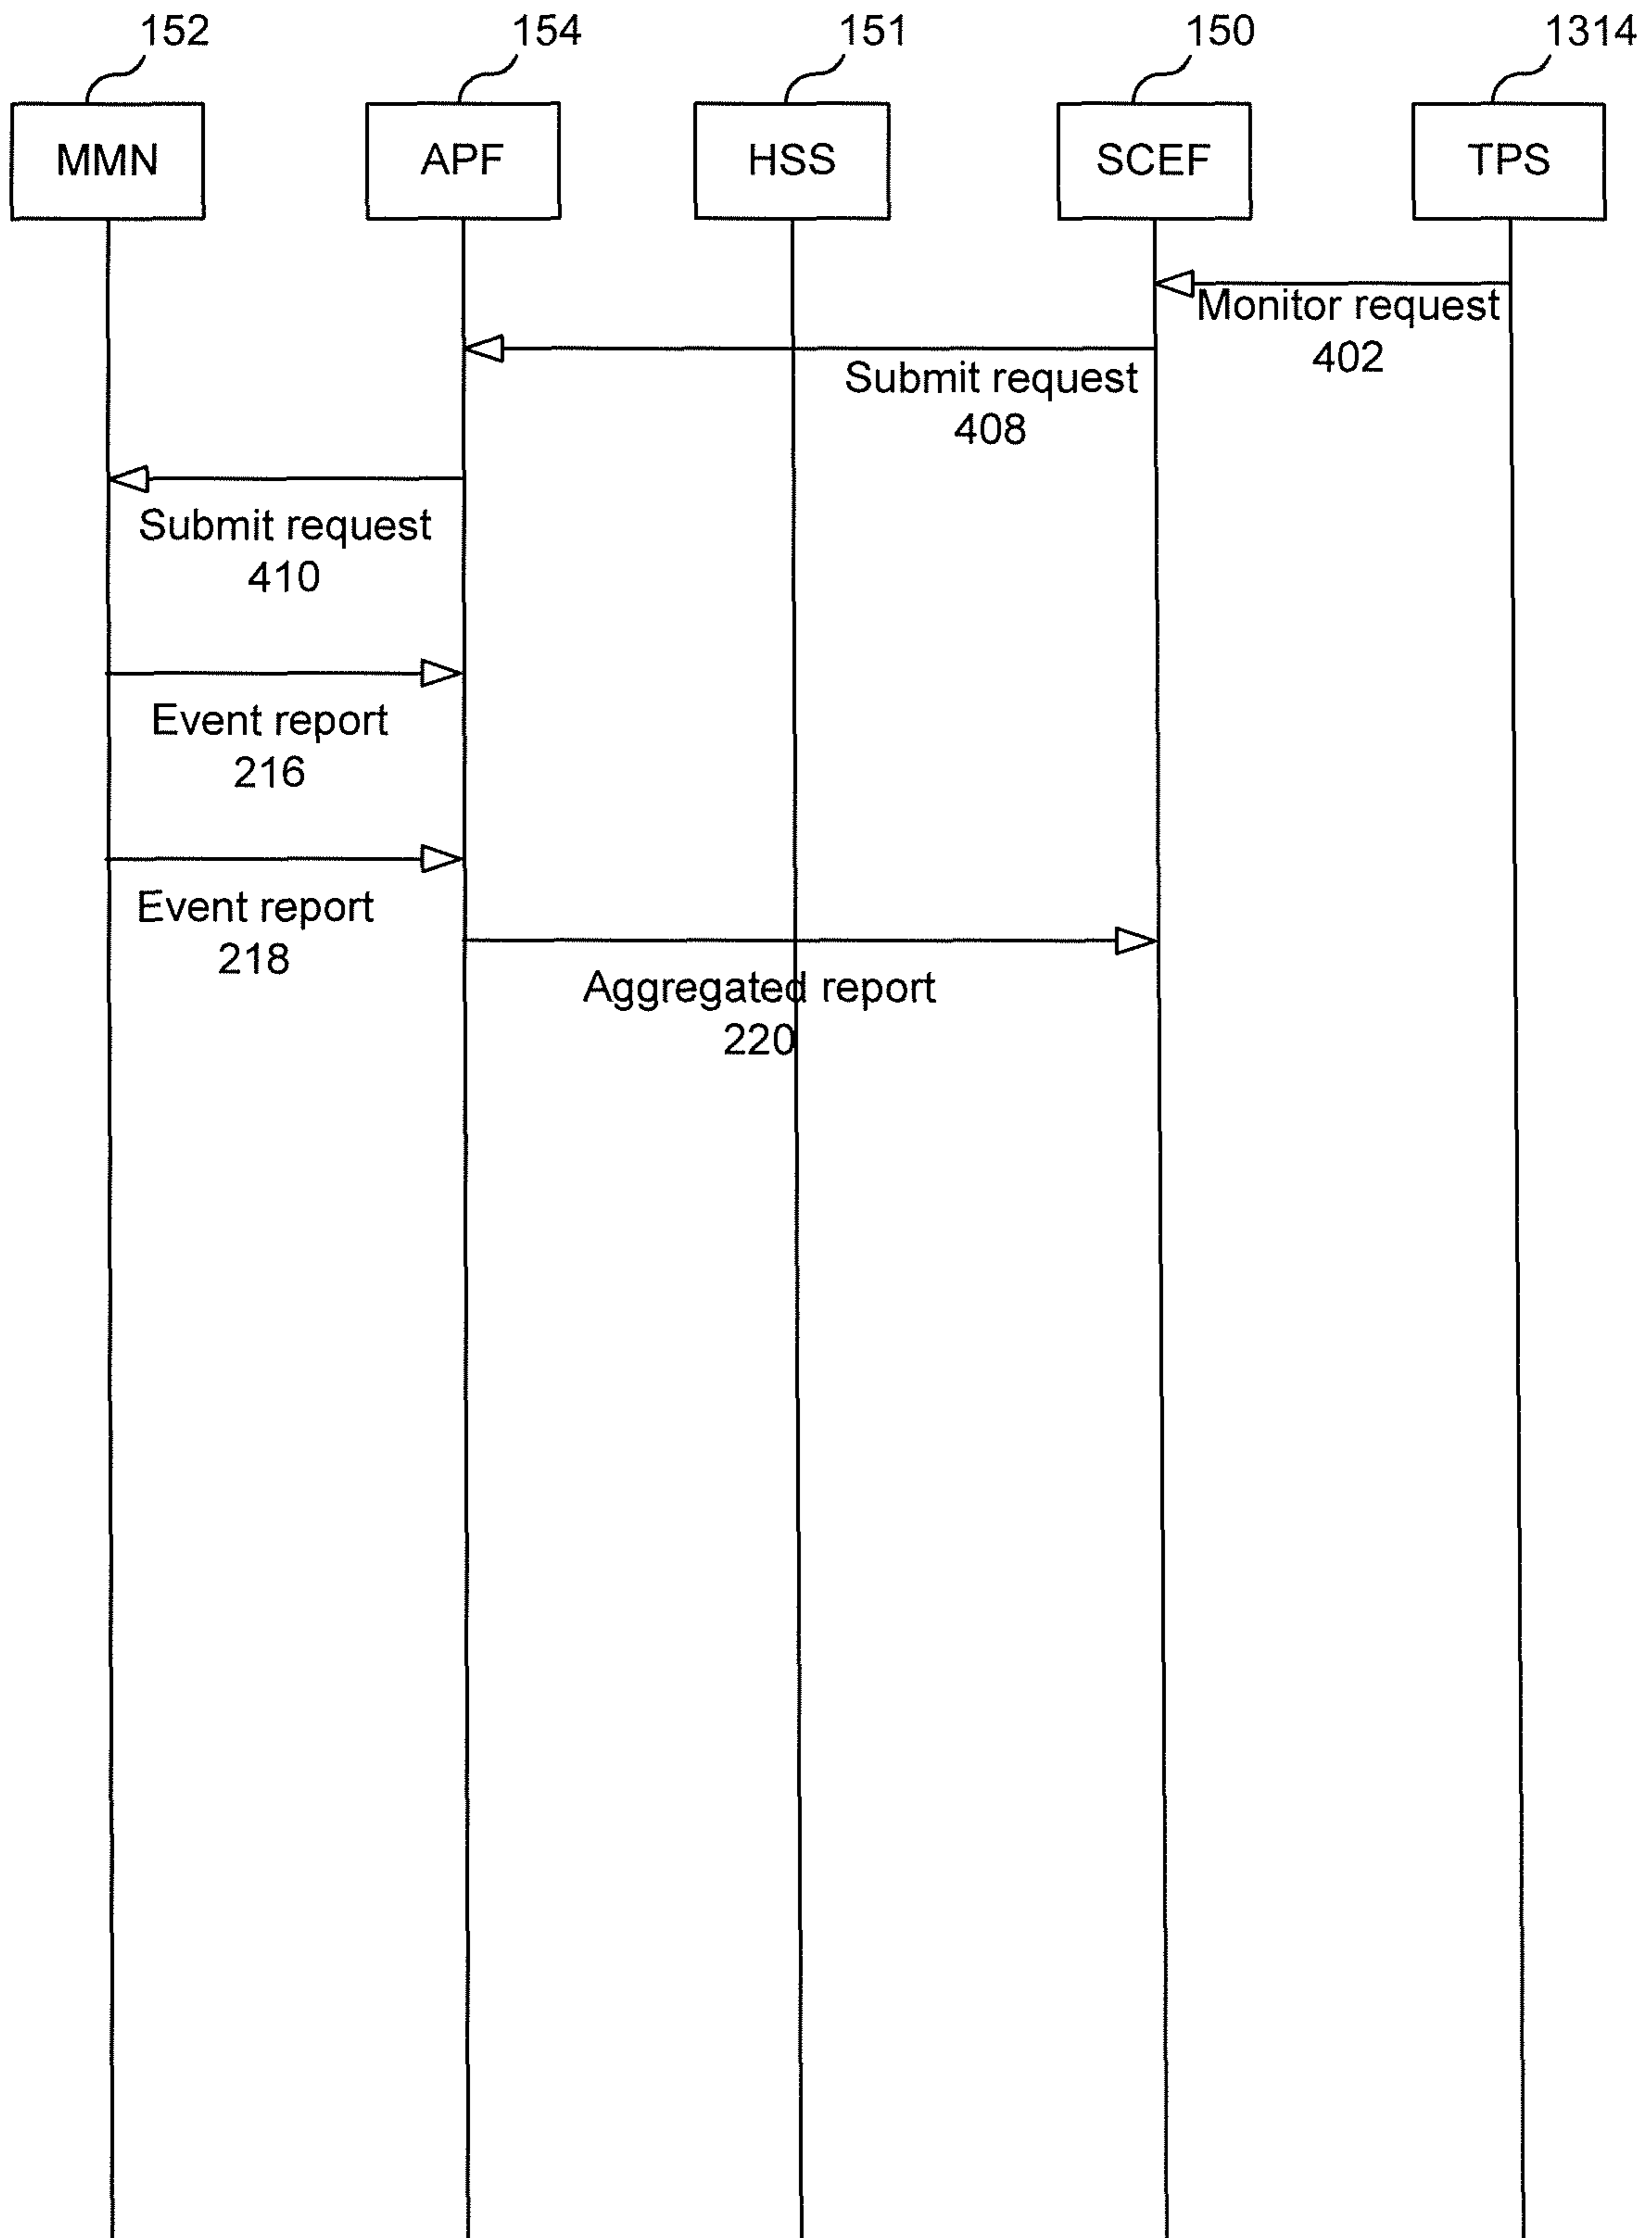 152
154
151
150
1314
MMN
APF
HSS
SCEF
TPS
Monitor request
402
Submit request
408
Submit request
410
Event report
216
Event report
218
Aggregated report
220